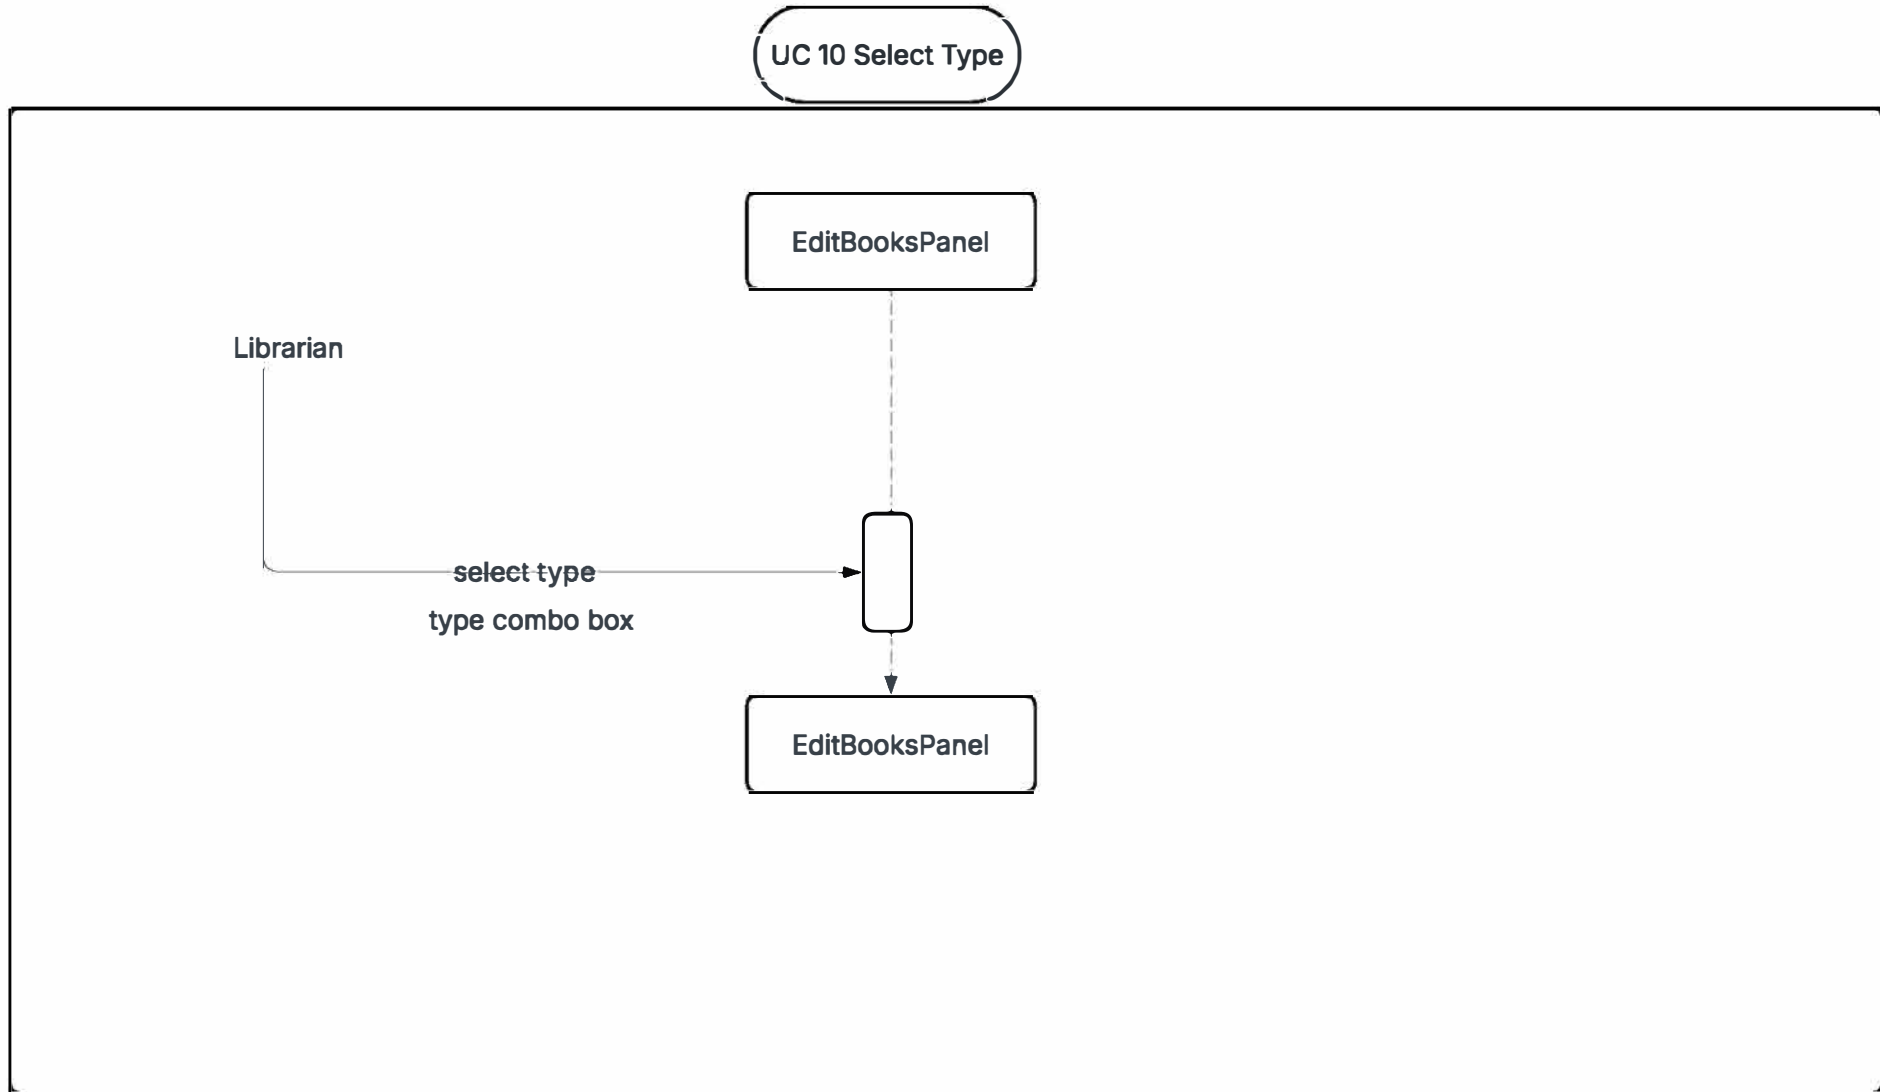 UC 10 Select Type
EditBooksPanel
Librarian
select type
type combo box
EditBooksPanel